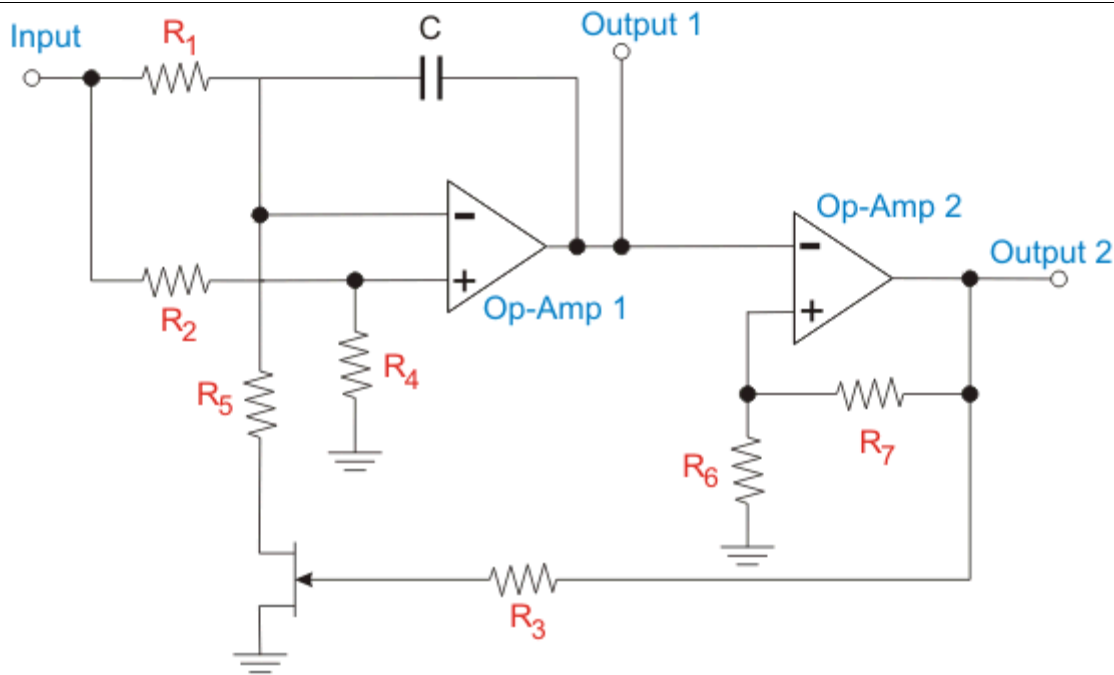 Input
R1
C
Output 1
Op-Amp 2
Output 2
R2
Op-Amp 1
R4
R5
R7
R6
R3